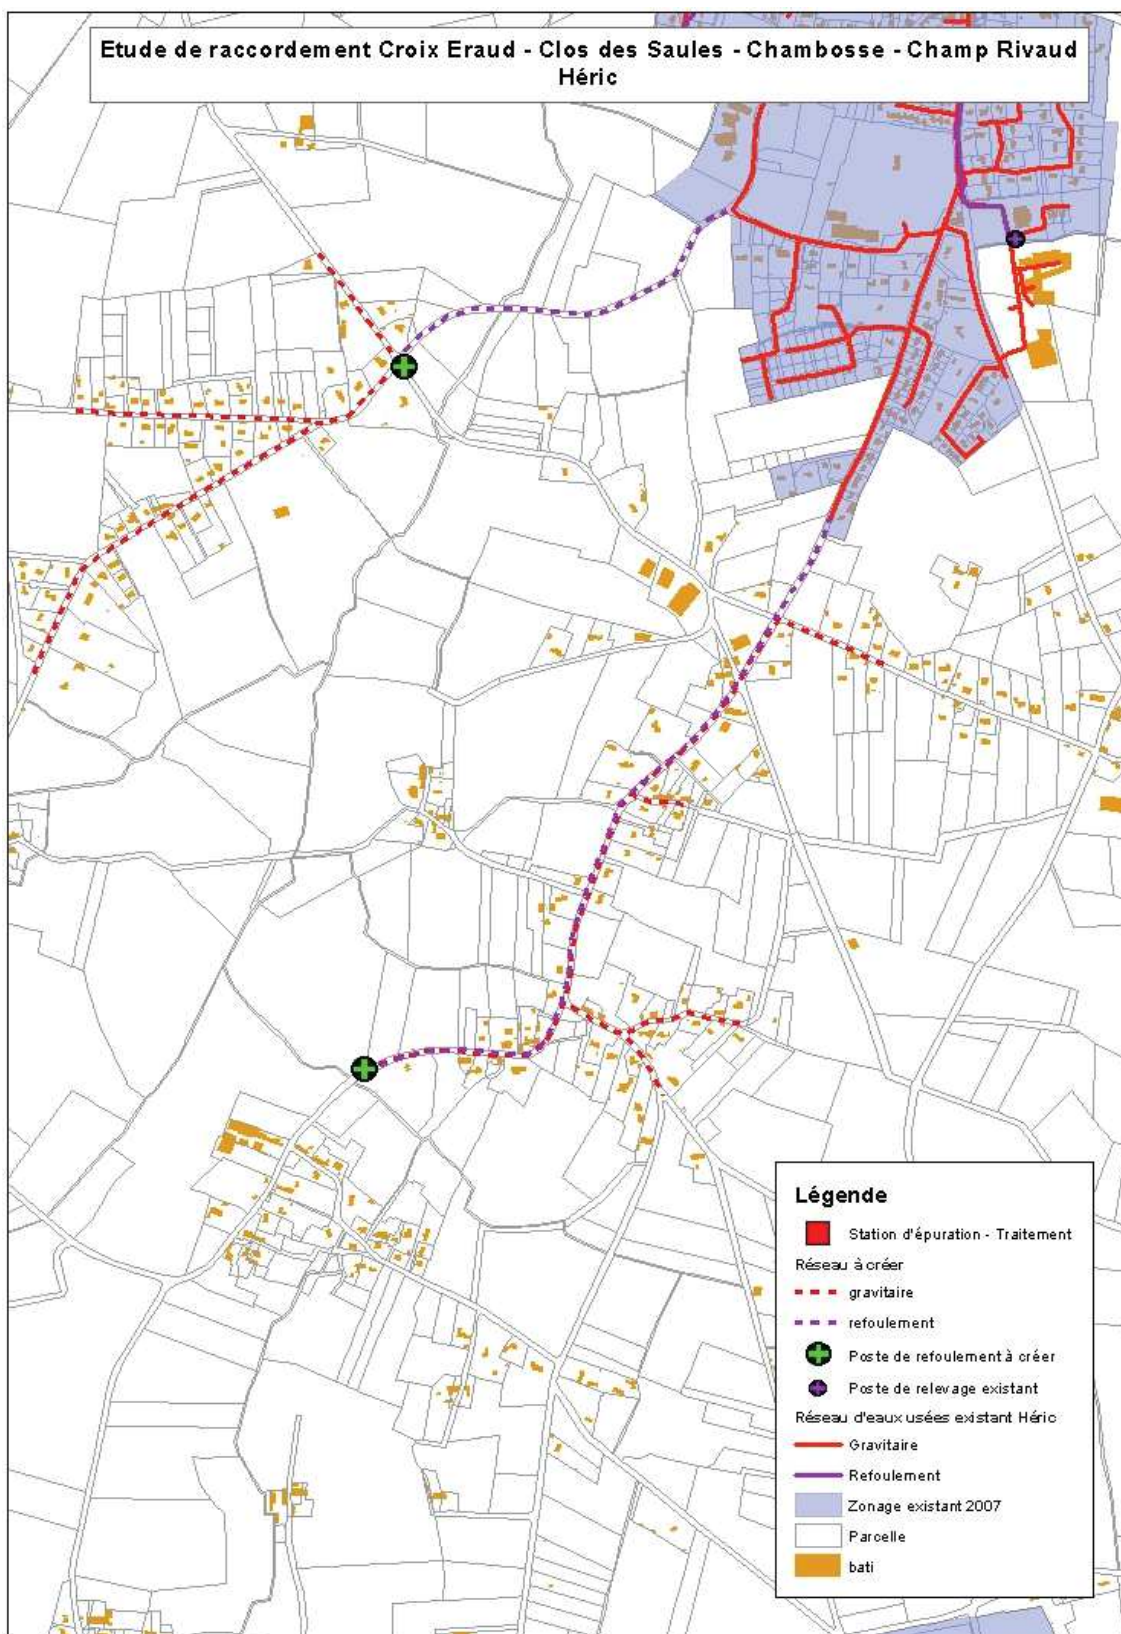 Etude de raccordement Croix Eraud - Clos des Saules - Chambosse - Champ Rivaud
Héric
Légende
Station d'épuration - Traitement
Réseau à créer
gravitaire
refoulement
Poste de refoulement à créer
Poste de relevage existant
Réseau d'eaux usées existant Héric
Gravitaire
Refoulement
Zonage existant 2007
Parcelle
bati